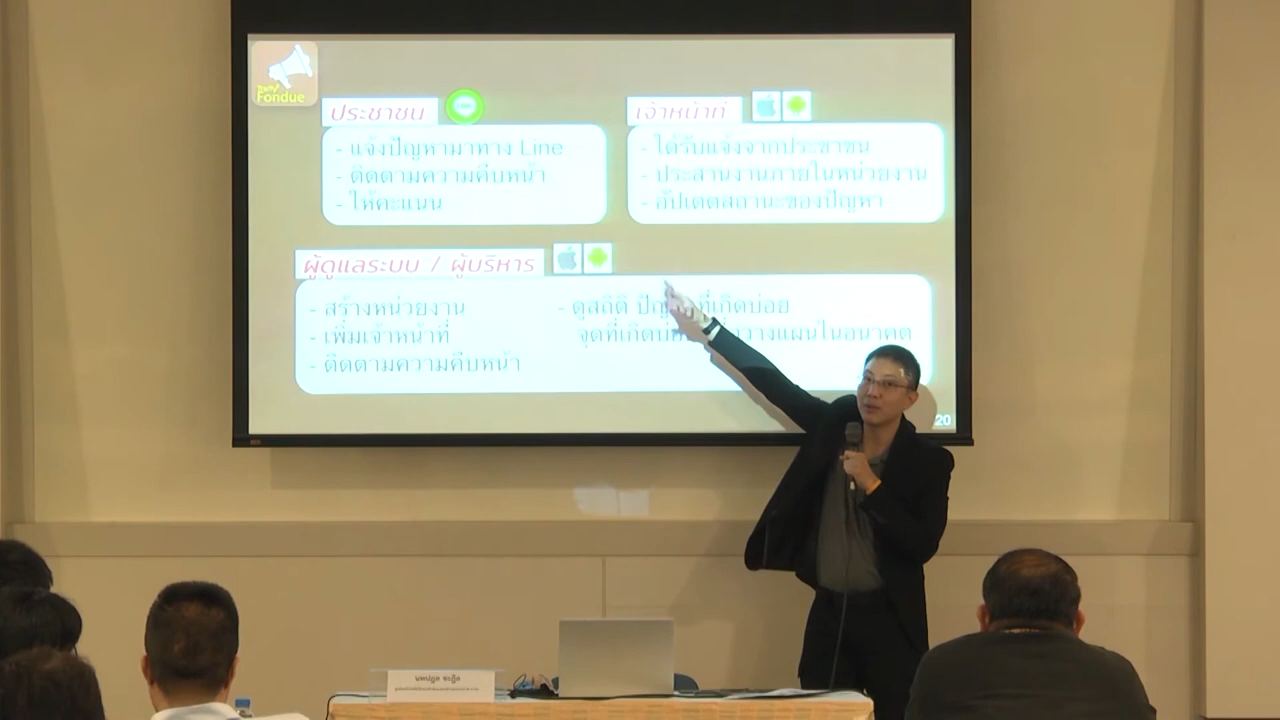 Fondue
ประชาชน
- แจ้งปัญหามาทาง Line
- ติดตามความคืบหน้า
- ให้คะแนน
เจ้าหน้าที่
- ได้รับแจ้งจากประชาชน
- ประสานงานภายในหน่วยงาน
- อัปเดตสถานะของปัญหา
ผู้ดูแลระบบ / ผู้บริหาร
- สร้างหน่วยงาน
- เพิ่มเจ้าหน้าที่
- ติดตามความคืบหน้า
- ดูสถิติ ที่เกิดบ่อย
จุดที่เกิด วางแผนในอนาคต
20